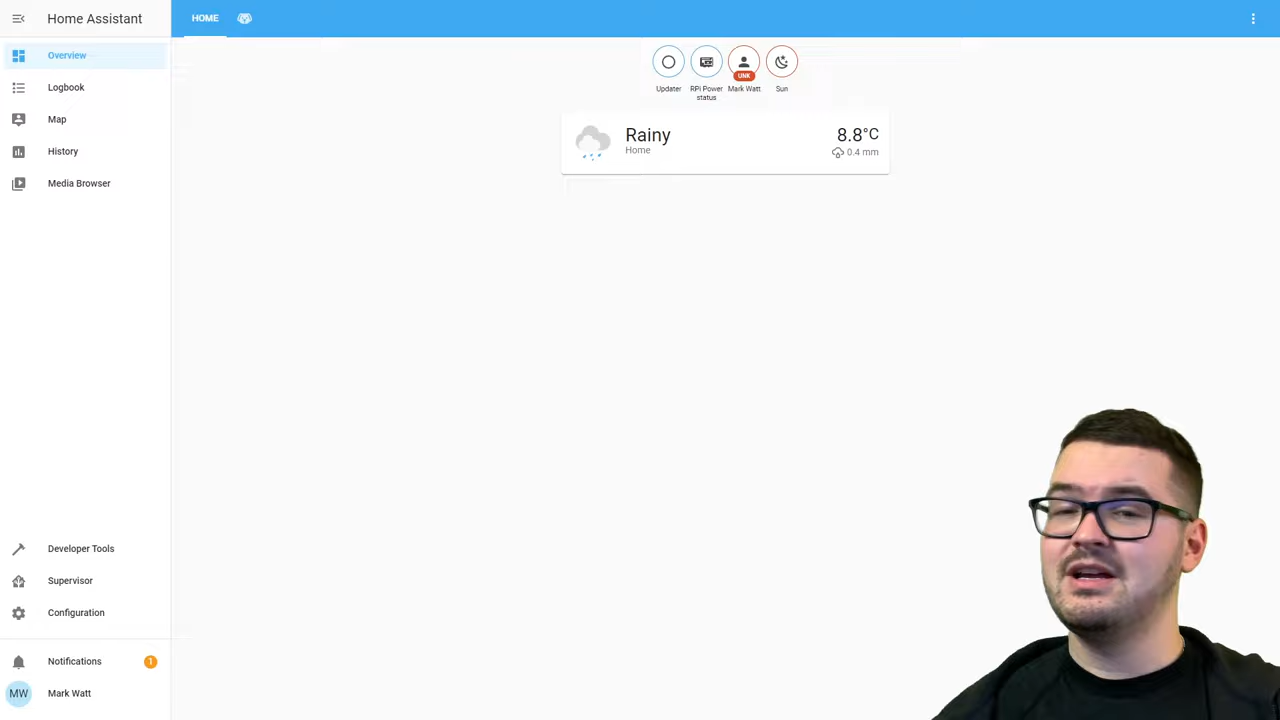 Home Assistant
HOME
Overview
Logbook
Map
History
Media Browser
UNK
Updater
RPi Power
status
Mark Watt
Sun
Rainy
Home
8.8°C
0.4 mm
Developer Tools
Supervisor
Configuration
Notifications
1
MW
Mark Watt